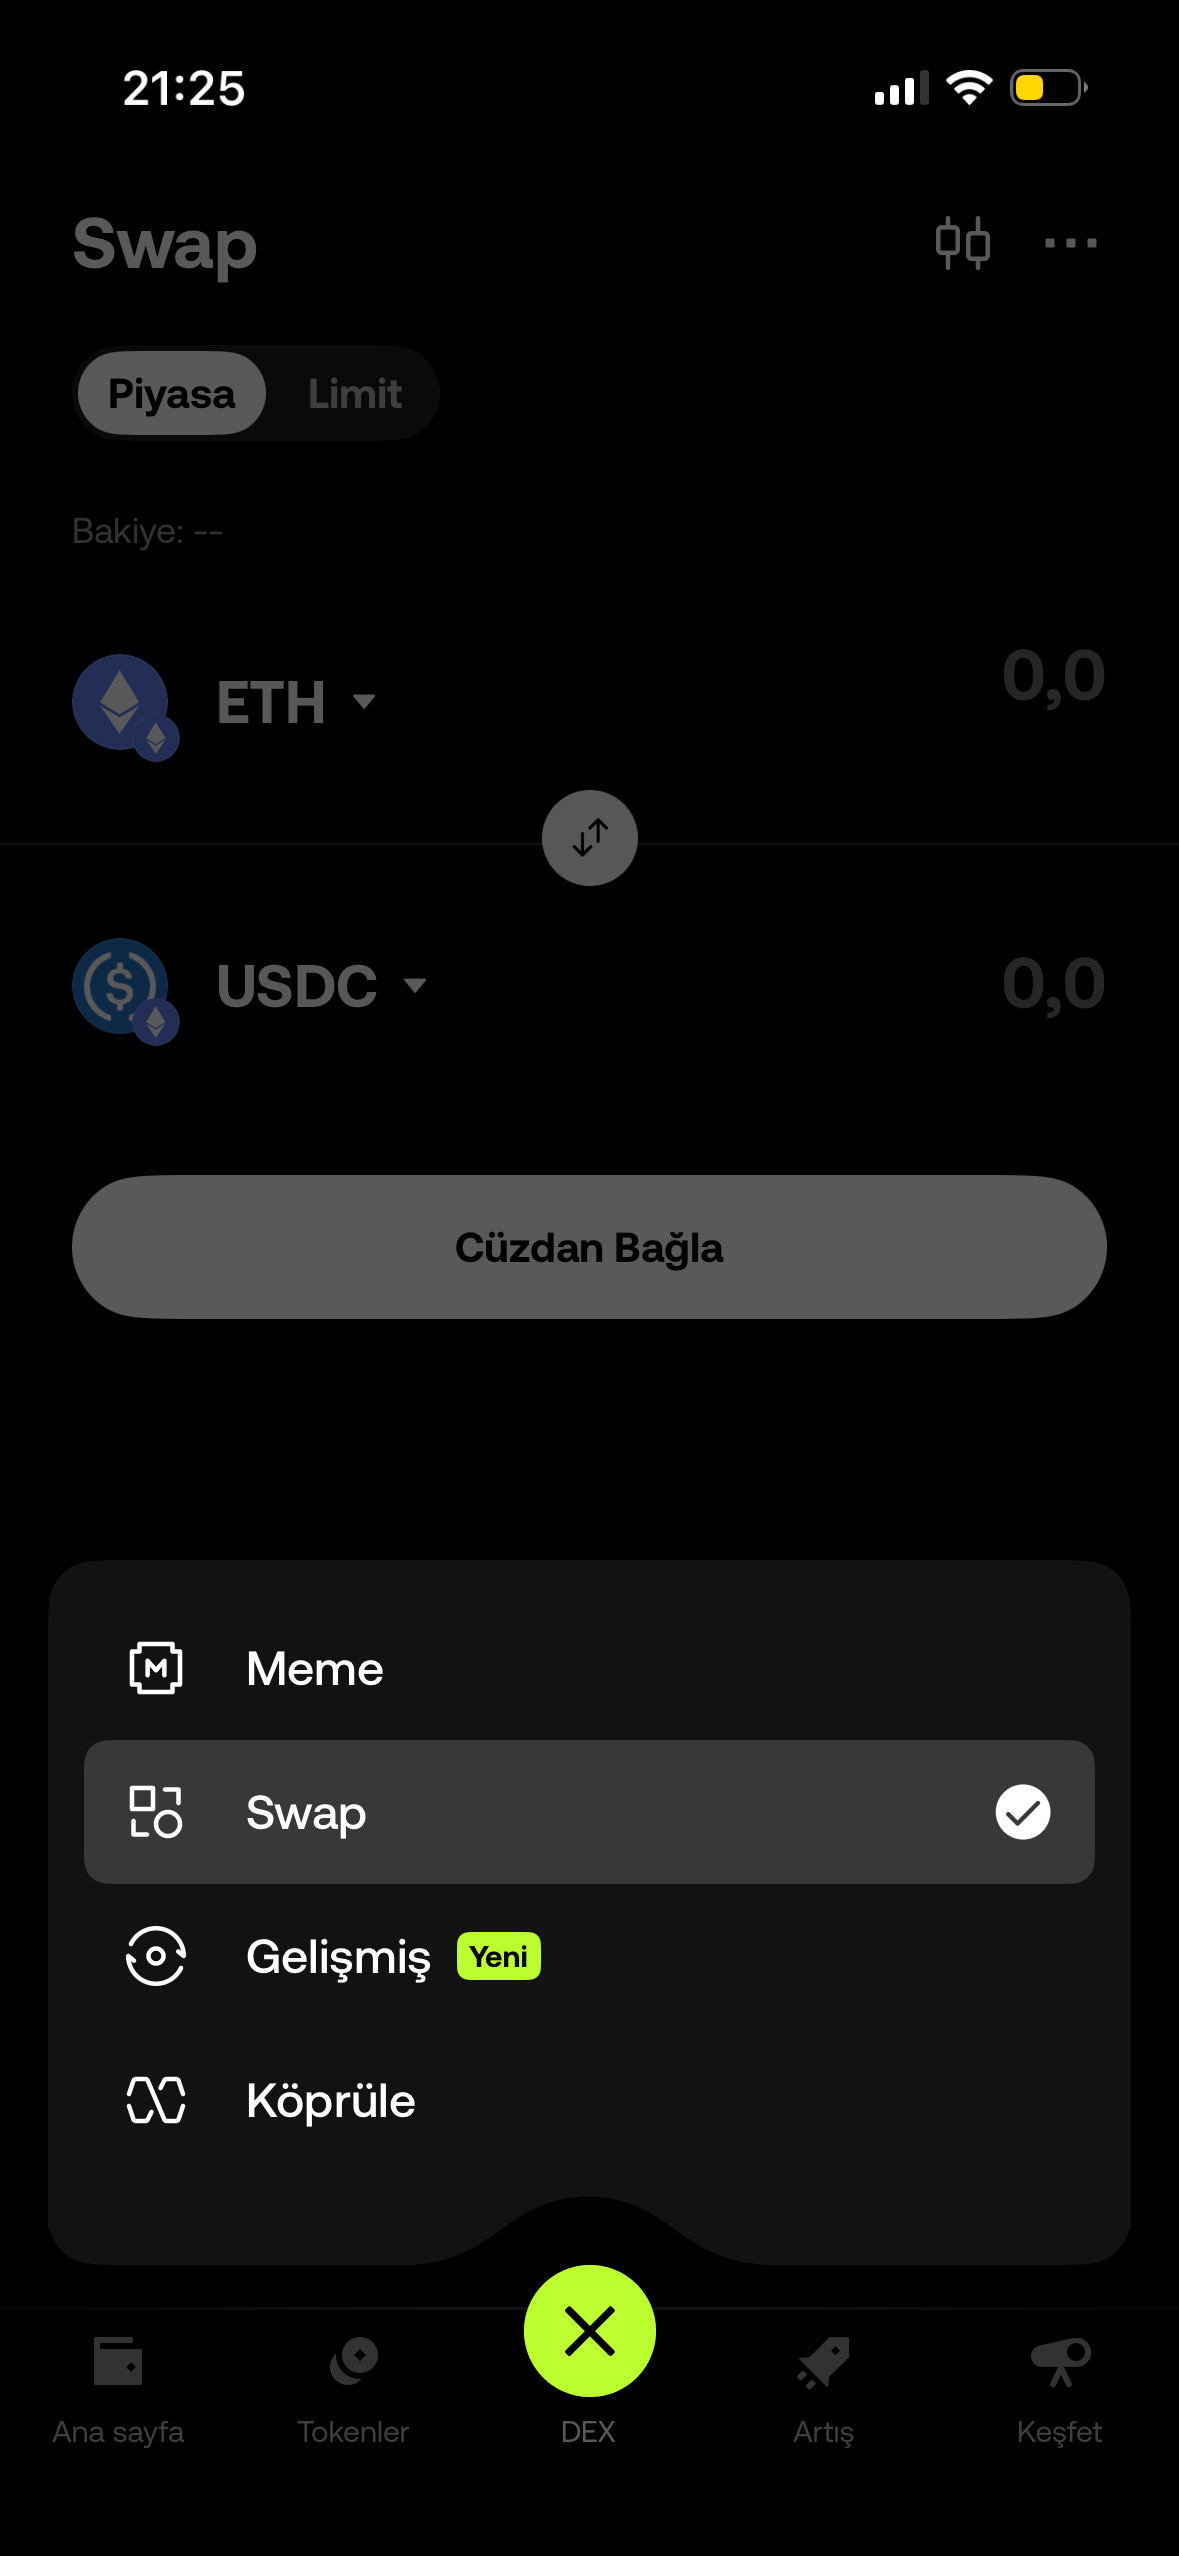 21:25
Swap
Piyasa Limit
Bakiye: --
ETH 0,0
USDC 0,0
Cüzdan Bağla
Meme
Swap
Gelişmiş Yeni
Köprüle
Ana sayfa Tokenler DEX Artış Keşfet